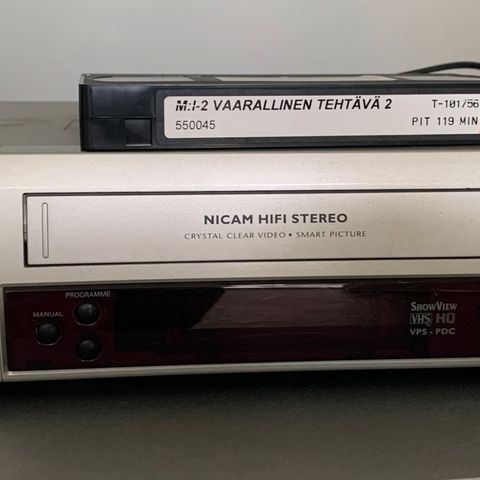 M:I-2 VAARALLINEN TEHTÄVÄ 2 T-101/56
550045 PIT 119 MIN
NICAM HIFI STEREO
CRYSTAL CLEAR VIDEO • SMART PICTURE
PROGRAMME
MANUAL
SHOWVIEW
VHS HQ
VPS - PDC